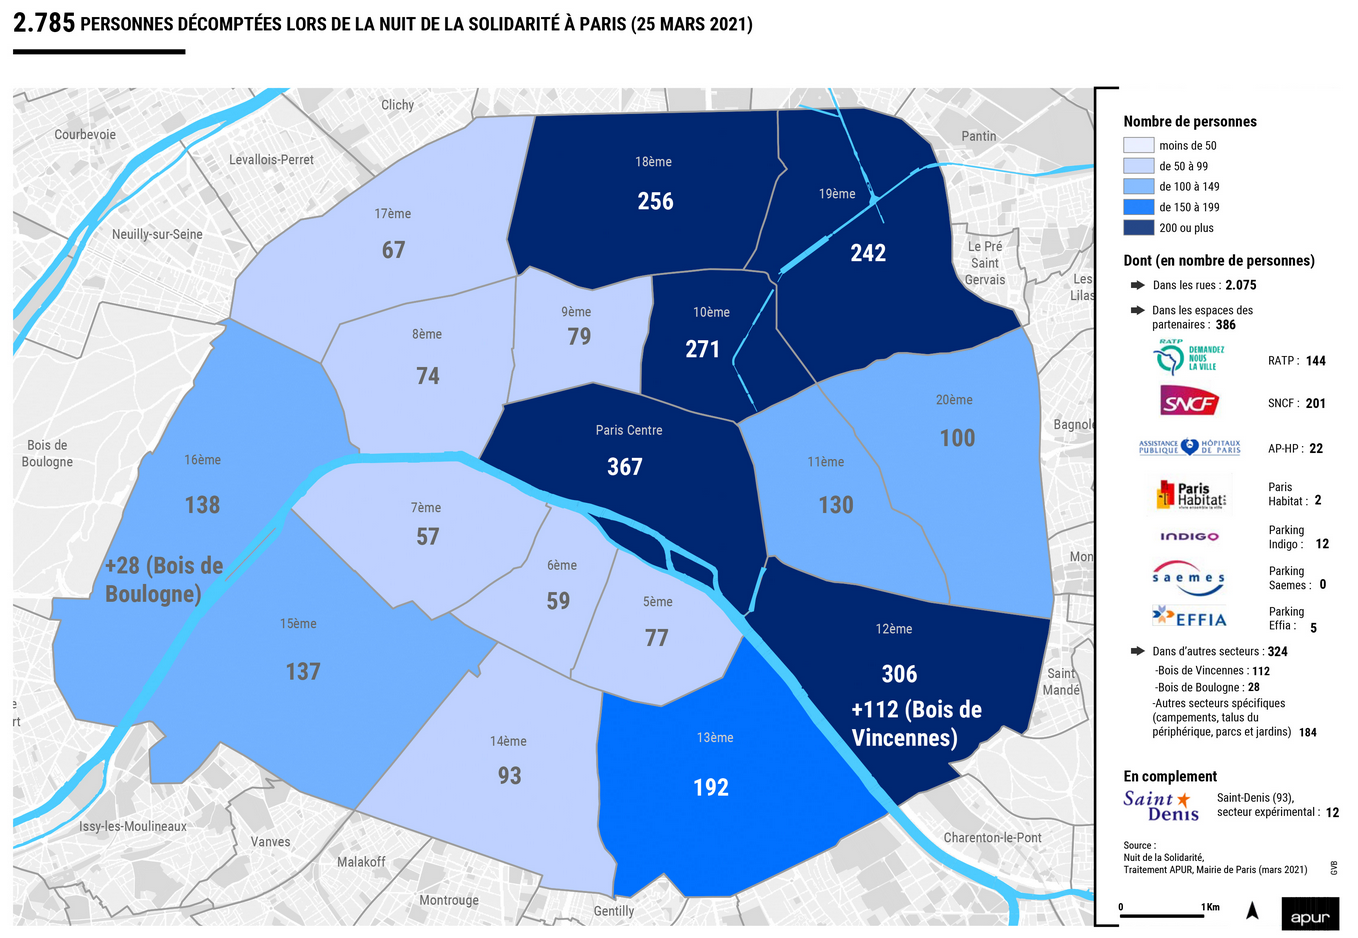 2.785 PERSONNES DÉCOMPTÉES LORS DE LA NUIT DE LA SOLIDARITÉ À PARIS (25 MARS 2021)
Clichy
Courbevoie
Levallois-Perret
Pantin
18ème
256
19ème
242
17ème
67
Neuilly-sur-Seine
Le Pré
Saint
Gervais
Les
Lilas
8ème
74
9ème
79
10ème
271
20ème
100
Bagnol
Bois de
Boulogne
16ème
138
+28 (Bois de
Boulogne)
Paris Centre
367
11ème
130
7ème
57
6ème
59
5ème
77
Mon
15ème
137
12ème
306
+112 (Bois de
Vincennes)
Saint
Mandé
14ème
93
13ème
192
Issy-les-Moulineaux
Vanves
Malakoff
Montrouge
Gentilly
Charenton-le-Pont
Nombre de personnes
moins de 50
de 50 à 99
de 100 à 149
de 150 à 199
200 ou plus
Dont (en nombre de personnes)
Dans les rues : 2.075
Dans les espaces des
partenaires : 386
RATP
DEMANDEZ
NOUS
LA VILLE
RATP : 144
SNCF
SNCF : 201
ASSISTANCE PUBLIQUE HÔPITAUX DE PARIS
AP-HP : 22
Paris
Habitat
Paris
Habitat : 2
INDIGO
Parking
Indigo : 12
saemes
Parking
Saemes : 0
EFFIA
Parking
Effia : 5
Dans d'autres secteurs : 324
-Bois de Vincennes : 112
-Bois de Boulogne : 28
-Autres secteurs spécifiques
(campements, talus du
périphérique, parcs et jardins) 184
En complement
Saint
Denis
Saint-Denis (93),
secteur expérimental : 12
Source :
Nuit de la Solidarité,
Traitement APUR, Mairie de Paris (mars 2021)
GVB
0 1 Km
apur